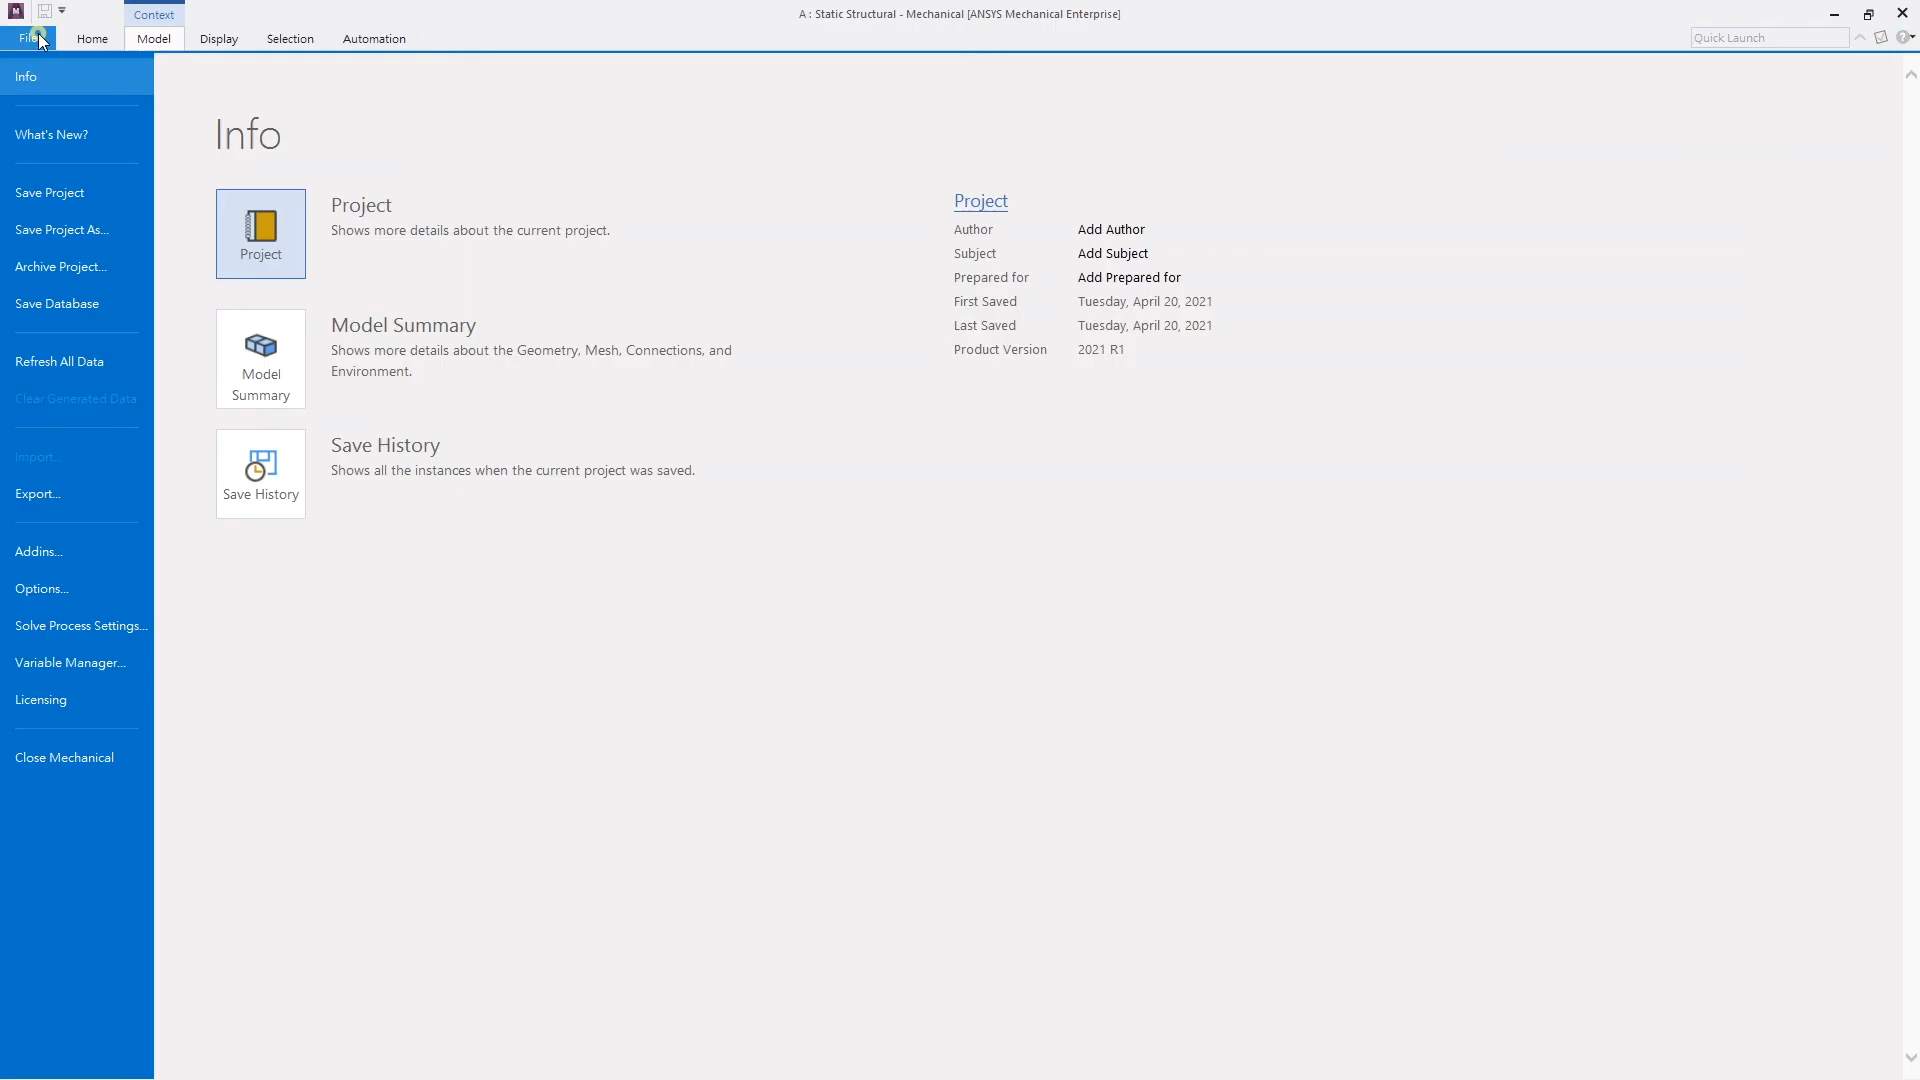 M
Context
A : Static Structural - Mechanical [ANSYS Mechanical Enterprise]
File
Home
Model
Display
Selection
Automation
Quick Launch
Info
What's New?
Save Project
Save Project As...
Archive Project...
Save Database
Refresh All Data
Clear Generated Data
Import...
Export...
Addins...
Options...
Solve Process Settings...
Variable Manager...
Licensing
Close Mechanical
Info
Project
Project
Shows more details about the current project.
Model
Summary
Model Summary
Shows more details about the Geometry, Mesh, Connections, and
Environment.
Save History
Save History
Shows all the instances when the current project was saved.
Project
Author Add Author
Subject Add Subject
Prepared for Add Prepared for
First Saved Tuesday, April 20, 2021
Last Saved Tuesday, April 20, 2021
Product Version 2021 R1